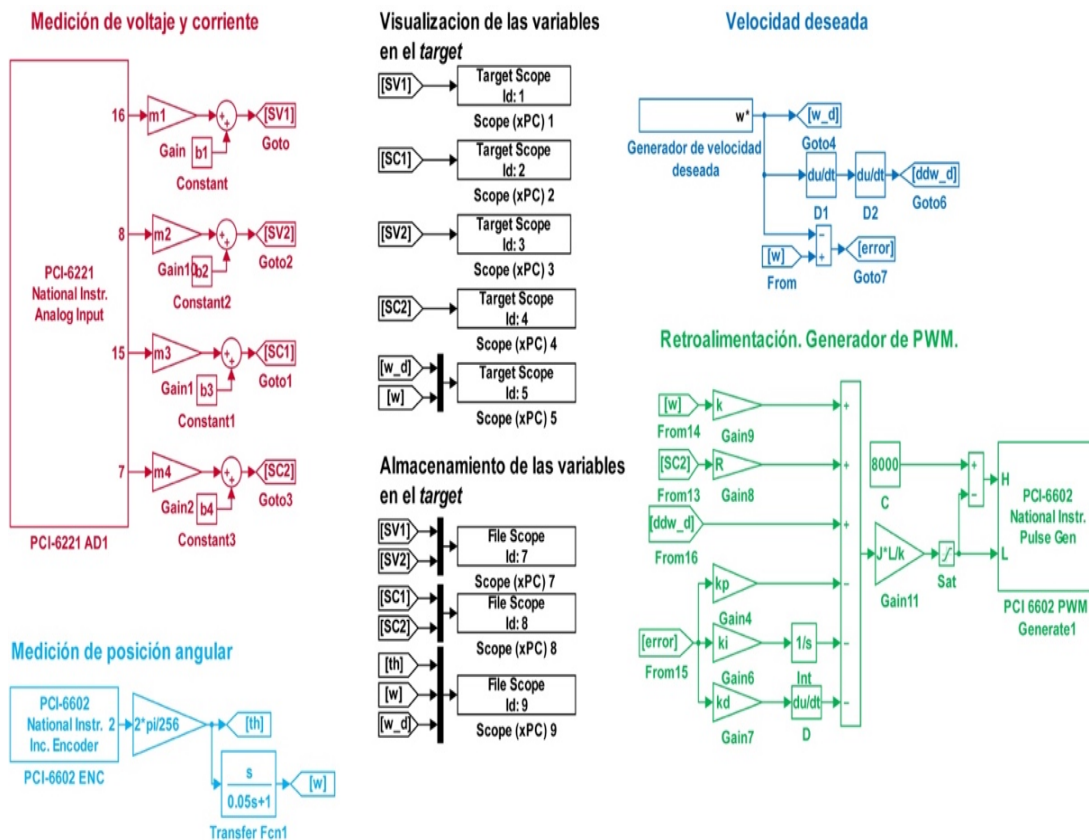 Medición de voltaje y corriente
16
m1
+
+
[SV1]
Gain
b1
Goto
Constant
8
m2
+
+
[SV2]
Gain10
b2
Goto2
Constant2
PCI-6221
National Instr.
Analog Input
15
m3
+
+
[SC1]
Gain1
b3
Goto1
Constant1
7
m4
+
+
[SC2]
Gain2
b4
Goto3
Constant3
PCI-6221 AD1
Medición de posición angular
PCI-6602
National Instr. 2
Inc. Encoder
2*pi/256
[th]
PCI-6602 ENC
s
0.05s+1
[w]
Transfer Fcn1
Visualizacion de las variables
en el target
[SV1]
Target Scope
Id: 1
Scope (xPC) 1
[SC1]
Target Scope
Id: 2
Scope (xPC) 2
[SV2]
Target Scope
Id: 3
Scope (xPC) 3
[SC2]
Target Scope
Id: 4
Scope (xPC) 4
[w_d]
[w]
Target Scope
Id: 5
Scope (xPC) 5
Almacenamiento de las variables
en el target
[SV1]
[SV2]
File Scope
Id: 7
Scope (xPC) 7
[SC1]
[SC2]
File Scope
Id: 8
Scope (xPC) 8
[th]
[w]
[w_d]
File Scope
Id: 9
Scope (xPC) 9
Velocidad deseada
w*
Generador de velocidad
deseada
[w_d]
Goto4
du/dt
D1
du/dt
D2
[ddw_d]
Goto6
−
+
[w]
From
[error]
Goto7
Retroalimentación. Generador de PWM.
[w]
From14
k
Gain9
+
[SC2]
From13
R
Gain8
+
[ddw_d]
From16
+
kp
Gain4
−
[error]
From15
ki
Gain6
1/s
Int
−
kd
Gain7
du/dt
D
−
8000
C
+
−
J*L/k
Gain11
Sat
H
L
PCI-6602
National Instr.
Pulse Gen
PCI 6602 PWM
Generate1